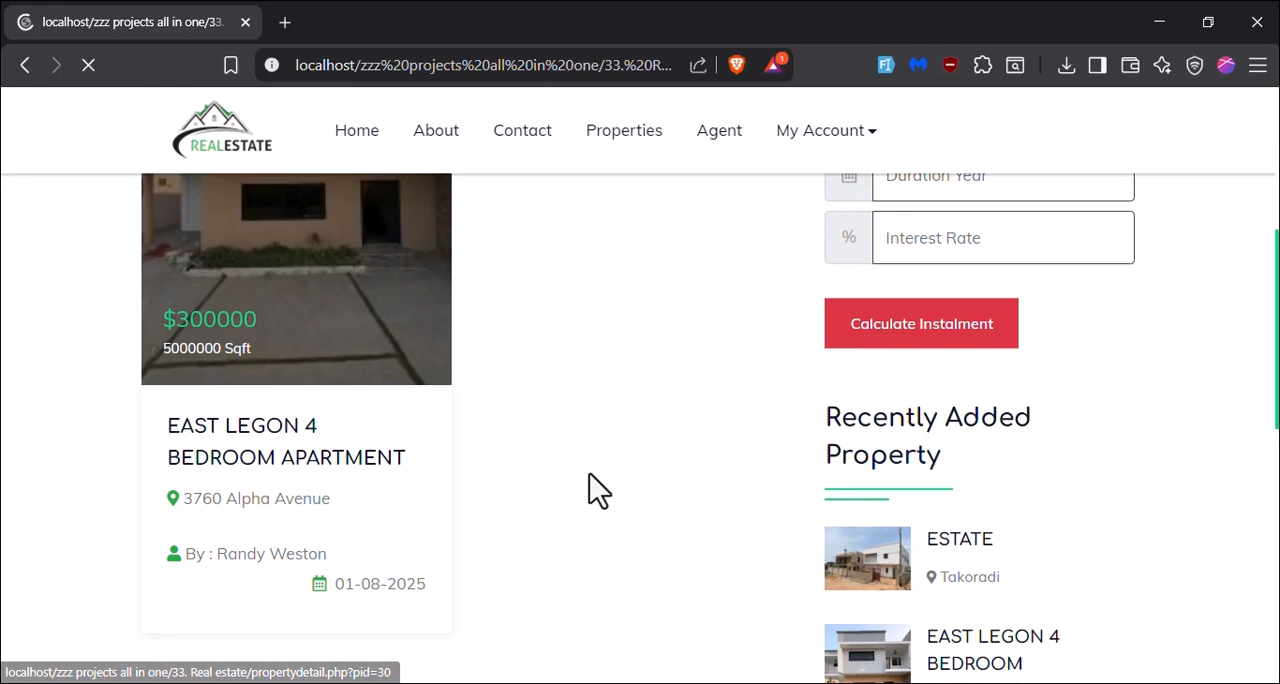 localhost/zzz projects all in one/33.
localhost/zzz%20projects%20all%20in%20one/33.%20R...
1
REALESTATE
Home
About
Contact
Properties
Agent
My Account
Duration Year
% Interest Rate
Calculate Instalment
$300000
5000000 Sqft
EAST LEGON 4
BEDROOM APARTMENT
3760 Alpha Avenue
By : Randy Weston
01-08-2025
Recently Added
Property
ESTATE
Takoradi
EAST LEGON 4
BEDROOM
localhost/zzz projects all in one/33. Real estate/propertydetail.php?pid=30